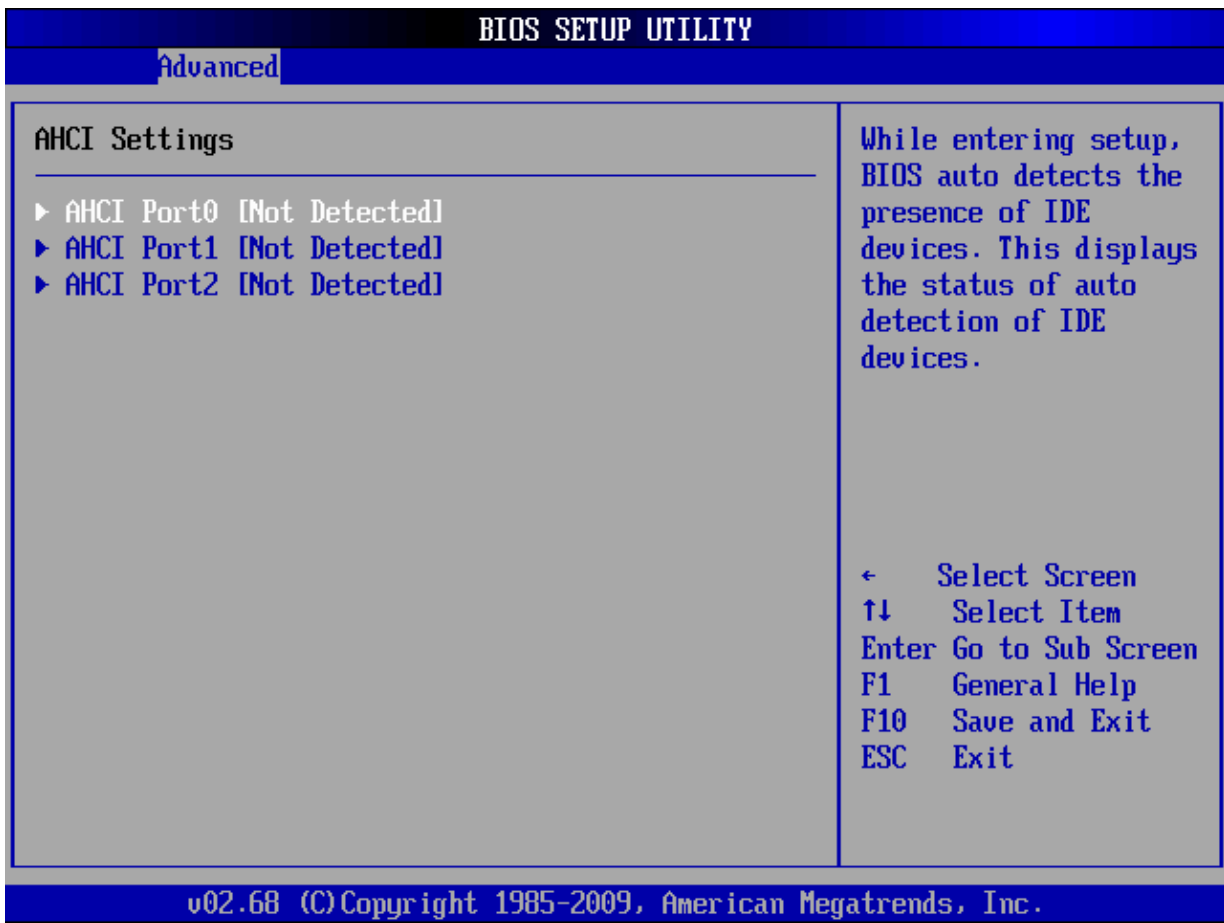 BIOS SETUP UTILITY
Advanced
AHCI Settings
▶ AHCI Port0 [Not Detected]
▶ AHCI Port1 [Not Detected]
▶ AHCI Port2 [Not Detected]
While entering setup,
BIOS auto detects the
presence of IDE
devices. This displays
the status of auto
detection of IDE
devices.
← Select Screen
↑↓ Select Item
Enter Go to Sub Screen
F1 General Help
F10 Save and Exit
ESC Exit
v02.68 (C)Copyright 1985-2009, American Megatrends, Inc.